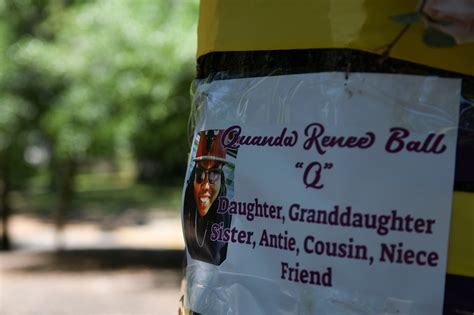 Quanda Renee Ball
"Q"
Daughter, Granddaughter
Sister, Antie, Cousin, Niece
Friend